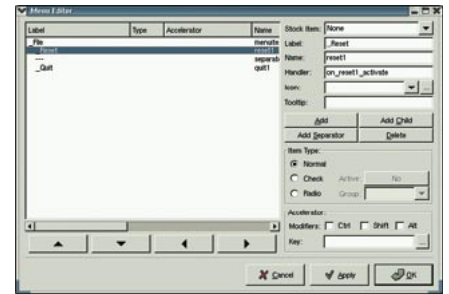 Menu Editor
Label Type Accelerator Name
_File menuite
_Reset reset1
--- separat
_Quit quit1
Stock Item: None
Label: _Reset
Name: reset1
Handler: on_reset1_activate
Icon: ...
Tooltip:
Add Add Child
Add Separator Delete
Item Type:
Normal
Check Active: No
Radio Group:
Accelerator:
Modifiers: Ctrl Shift Alt
Key: ...
Cancel Apply OK